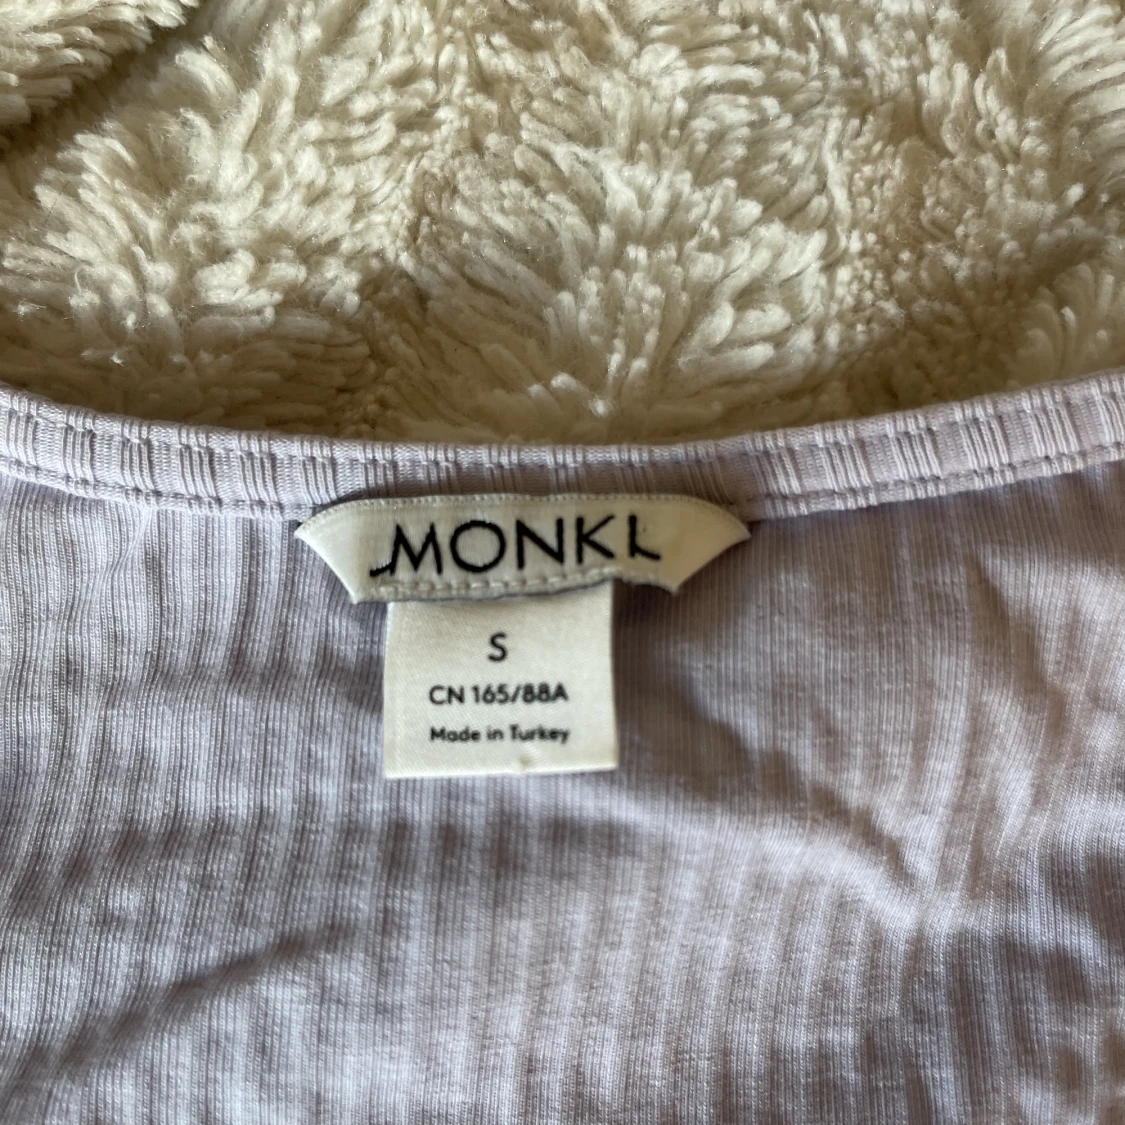 MONKI
S
CN 165/88A
Made in Turkey